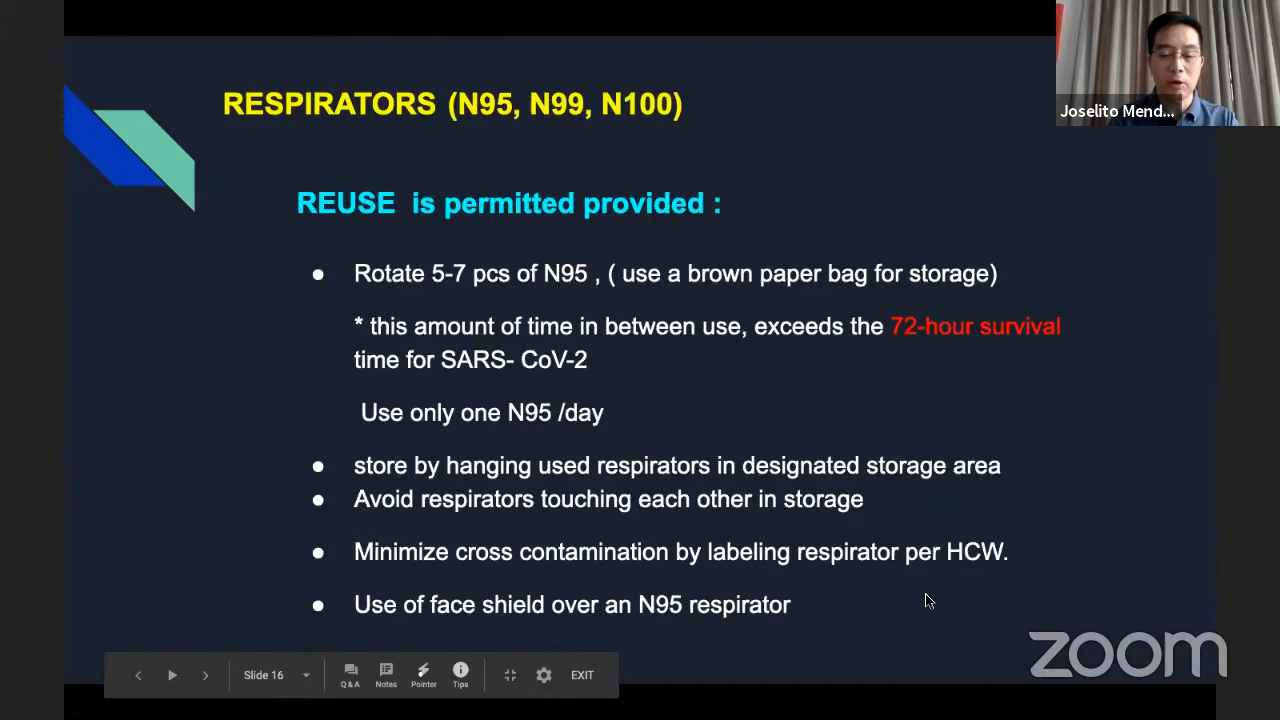 Joselito Mend...
RESPIRATORS (N95, N99, N100)
REUSE is permitted provided :
● Rotate 5-7 pcs of N95 , ( use a brown paper bag for storage)
* this amount of time in between use, exceeds the 72-hour survival
time for SARS- CoV-2
Use only one N95 /day
● store by hanging used respirators in designated storage area
● Avoid respirators touching each other in storage
● Minimize cross contamination by labeling respirator per HCW.
● Use of face shield over an N95 respirator
zoom
Slide 16
Q&A Notes Pointer Tips EXIT